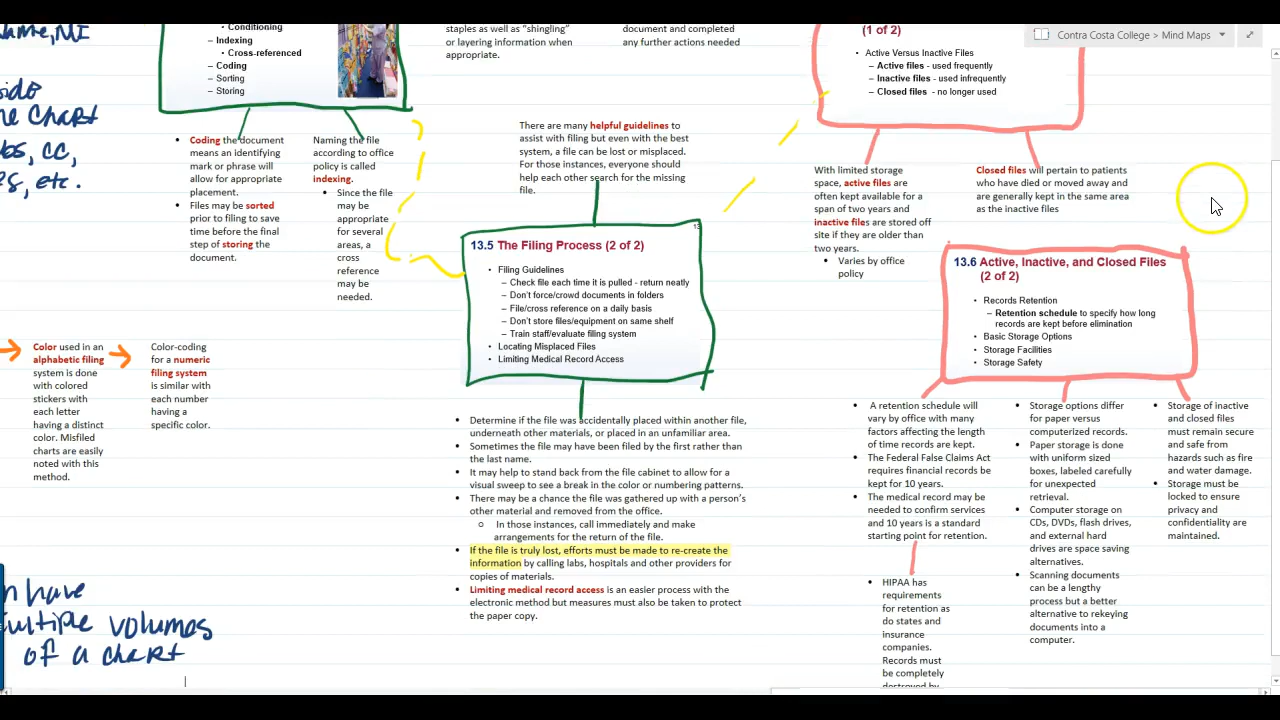 ame, MI
side
he Chart
bs, CC,
etc.
Conditioning
– Indexing
• Cross-referenced
– Coding
– Sorting
– Storing
staples as well as “shingling”
or layering information when
appropriate.
document and completed
any further actions needed
(1 of 2)
• Active Versus Inactive Files
– Active files - used frequently
– Inactive files - used infrequently
– Closed files - no longer used
Contra Costa College > Mind Maps
• Coding the document
means an identifying
mark or phrase will
allow for appropriate
placement.
• Files may be sorted
prior to filing to save
time before the final
step of storing the
document.
Naming the file
according to office
policy is called
indexing.
• Since the file
may be
appropriate
for several
areas, a
cross
reference
may be
needed.
There are many helpful guidelines to
assist with filing but even with the best
system, a file can be lost or misplaced.
For those instances, everyone should
help each other search for the missing
file.
13
13.5 The Filing Process (2 of 2)
• Filing Guidelines
– Check file each time it is pulled - return neatly
– Don’t force/crowd documents in folders
– File/cross reference on a daily basis
– Don’t store files/equipment on same shelf
– Train staff/evaluate filing system
• Locating Misplaced Files
• Limiting Medical Record Access
With limited storage
space, active files are
often kept available for a
span of two years and
inactive files are stored off
site if they are older than
two years.
• Varies by office
policy
Closed files will pertain to patients
who have died or moved away and
are generally kept in the same area
as the inactive files
13.6 Active, Inactive, and Closed Files
(2 of 2)
• Records Retention
– Retention schedule to specify how long
records are kept before elimination
• Basic Storage Options
• Storage Facilities
• Storage Safety
Color used in an
alphabetic filing
system is done
with colored
stickers with
each letter
having a distinct
color. Misfiled
charts are easily
noted with this
method.
Color-coding
for a numeric
filing system
is similar with
each number
having a
specific color.
• Determine if the file was accidentally placed within another file,
underneath other materials, or placed in an unfamiliar area.
• Sometimes the file may have been filed by the first rather than
the last name.
• It may help to stand back from the file cabinet to allow for a
visual sweep to see a break in the color or numbering patterns.
• There may be a chance the file was gathered up with a person’s
other material and removed from the office.
o In those instances, call immediately and make
arrangements for the return of the file.
• If the file is truly lost, efforts must be made to re-create the
information by calling labs, hospitals and other providers for
copies of materials.
• Limiting medical record access is an easier process with the
electronic method but measures must also be taken to protect
the paper copy.
• A retention schedule will
vary by office with many
factors affecting the length
of time records are kept.
• The Federal False Claims Act
requires financial records be
kept for 10 years.
• The medical record may be
needed to confirm services
and 10 years is a standard
starting point for retention.
• HIPAA has
requirements
for retention as
do states and
insurance
companies.
Records must
be completely
destroyed by
• Storage options differ
for paper versus
computerized records.
• Paper storage is done
with uniform sized
boxes, labeled carefully
for unexpected
retrieval.
• Computer storage on
CDs, DVDs, flash drives,
and external hard
drives are space saving
alternatives.
• Scanning documents
can be a lengthy
process but a better
alternative to rekeying
documents into a
computer.
• Storage of inactive
and closed files
must remain secure
and safe from
hazards such as fire
and water damage.
• Storage must be
locked to ensure
privacy and
confidentiality are
maintained.
n have
ultiple volumes
of a chart